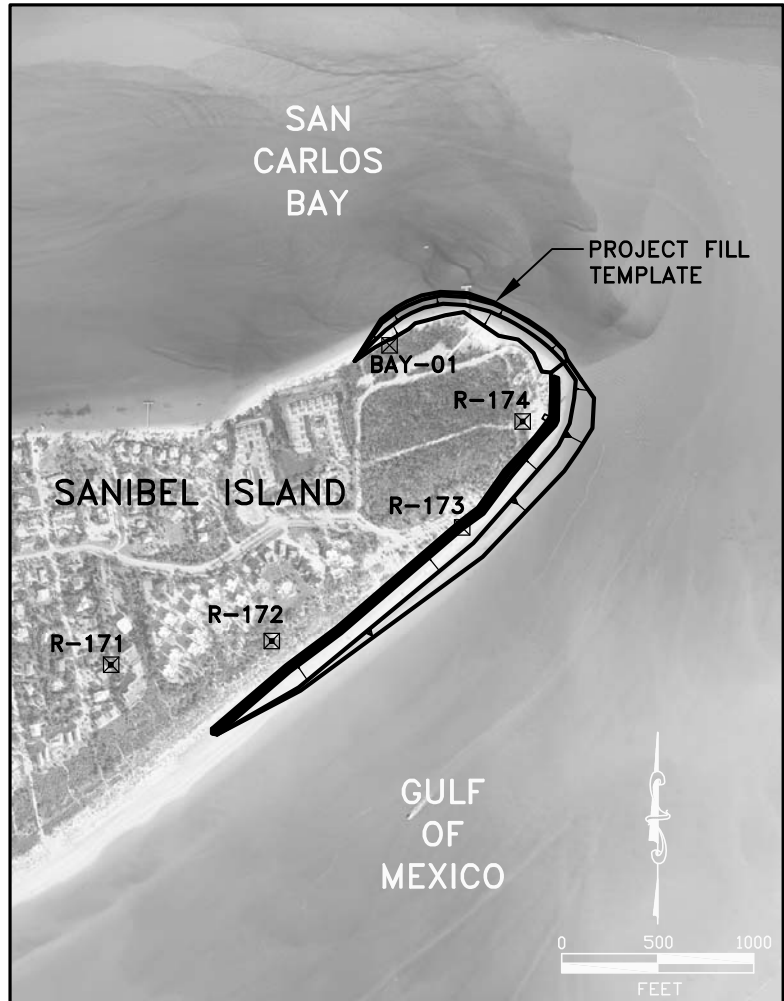 SAN
CARLOS
BAY
PROJECT FILL
TEMPLATE
BAY-01
R-174
SANIBEL ISLAND
R-173
R-172
R-171
GULF
OF
MEXICO
0 500 1000
FEET